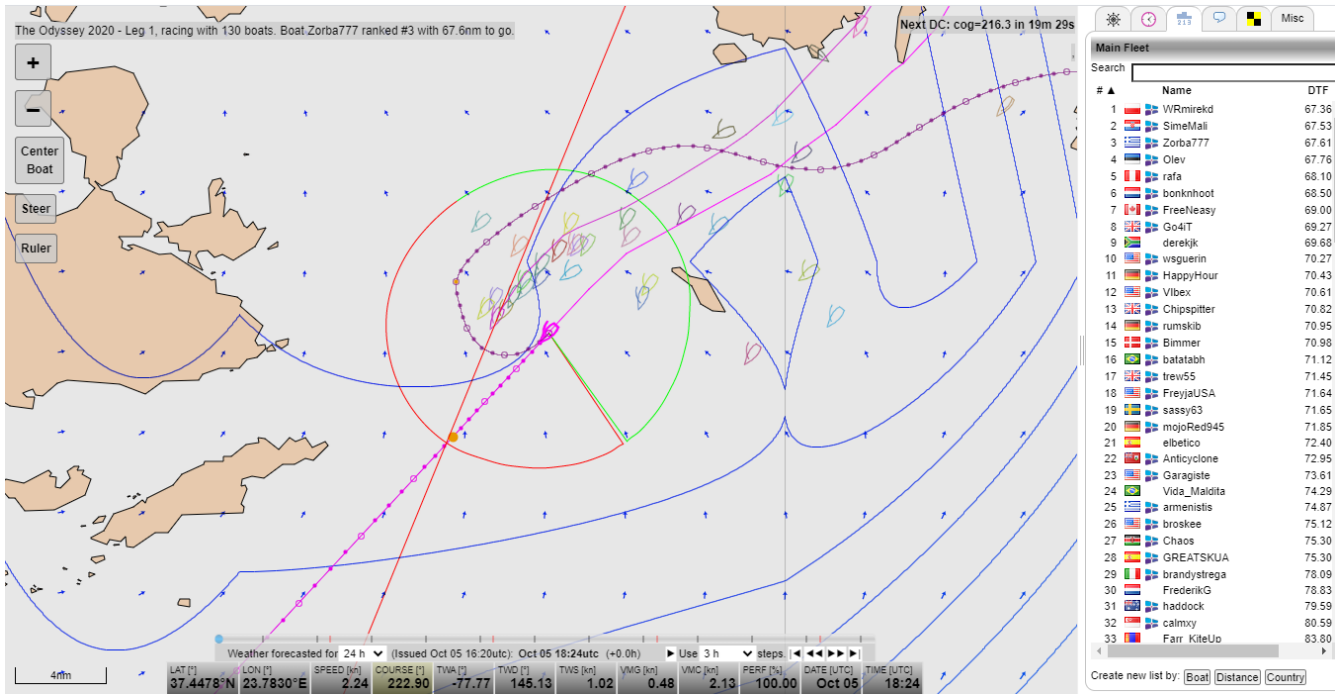 The Odyssey 2020 - Leg 1, racing with 130 boats. Boat Zorba777 ranked #3 with 67.6nm to go.
Next DC: cog=216.3 in 19m 29s
+
−
Center
Boat
Steer
Ruler
213
Misc
Main Fleet
Search
# ▲ Name DTF
1 WRmirekd 67.36
2 SimeMali 67.53
3 Zorba777 67.61
4 Olev 67.76
5 rafa 68.10
6 bonknhoot 68.50
7 FreeNeasy 69.00
8 Go4iT 69.27
9 derekjk 69.68
10 wsguerin 70.27
11 HappyHour 70.43
12 VIbex 70.61
13 Chipspitter 70.82
14 rumskib 70.95
15 Bimmer 70.98
16 batatabh 71.12
17 trew55 71.45
18 FreyjaUSA 71.64
19 sassy63 71.65
20 mojoRed945 71.85
21 elbetico 72.40
22 Anticyclone 72.95
23 Garagiste 73.61
24 Vida_Maldita 74.29
25 armenistis 74.87
26 broskee 75.12
27 Chaos 75.30
28 GREATSKUA 75.30
29 brandystrega 78.09
30 FrederikG 78.83
31 haddock 79.59
32 calmxy 80.59
33 Farr_KiteUp 83.80
Create new list by: Boat Distance Country
Weather forecasted for 24 h (Issued Oct 05 16:20utc): Oct 05 18:24utc (+0.0h) ▶ Use 3 h steps. |◀ ◀◀ ▶▶ ▶|
4nm
LAT [°] LON [°] SPEED [kn] COURSE [°] TWA [°] TWD [°] TWS [kn] VMG [kn] VMC [kn] PERF [%] DATE [UTC] TIME [UTC]
37.4478°N 23.7830°E 2.24 222.90 -77.77 145.13 1.02 0.48 2.13 100.00 Oct 05 18:24